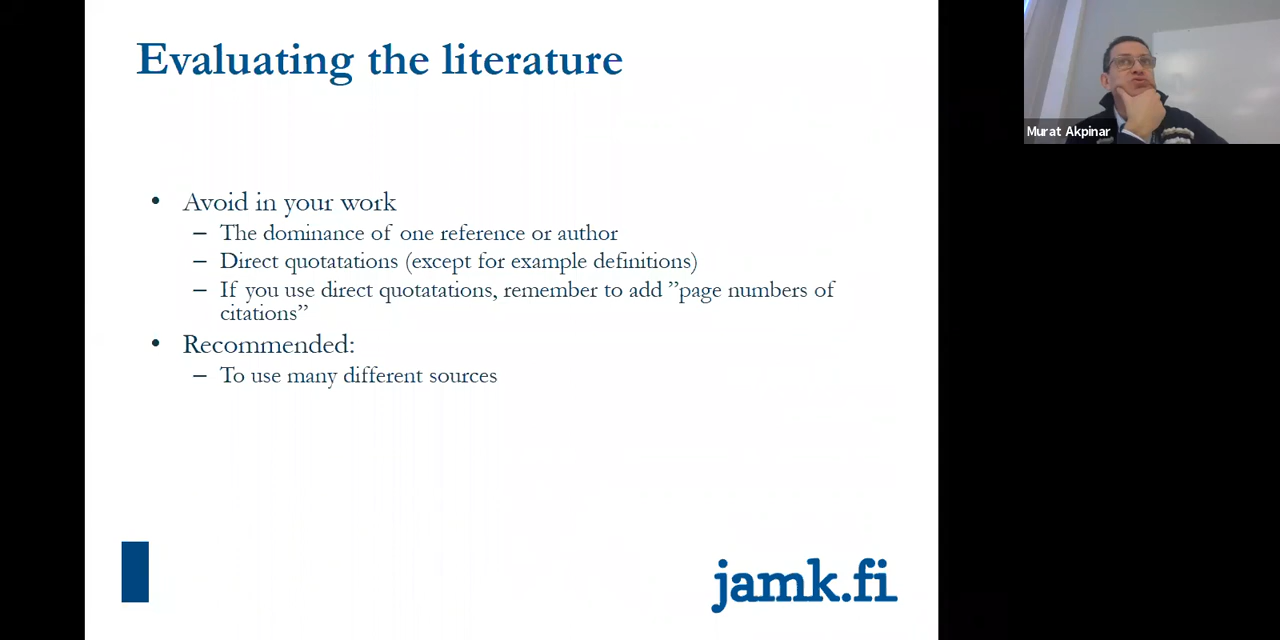 Evaluating the literature
• Avoid in your work
– The dominance of one reference or author
– Direct quotatations (except for example definitions)
– If you use direct quotatations, remember to add ”page numbers of
citations”
• Recommended:
– To use many different sources
jamk.fi
Murat Akpinar